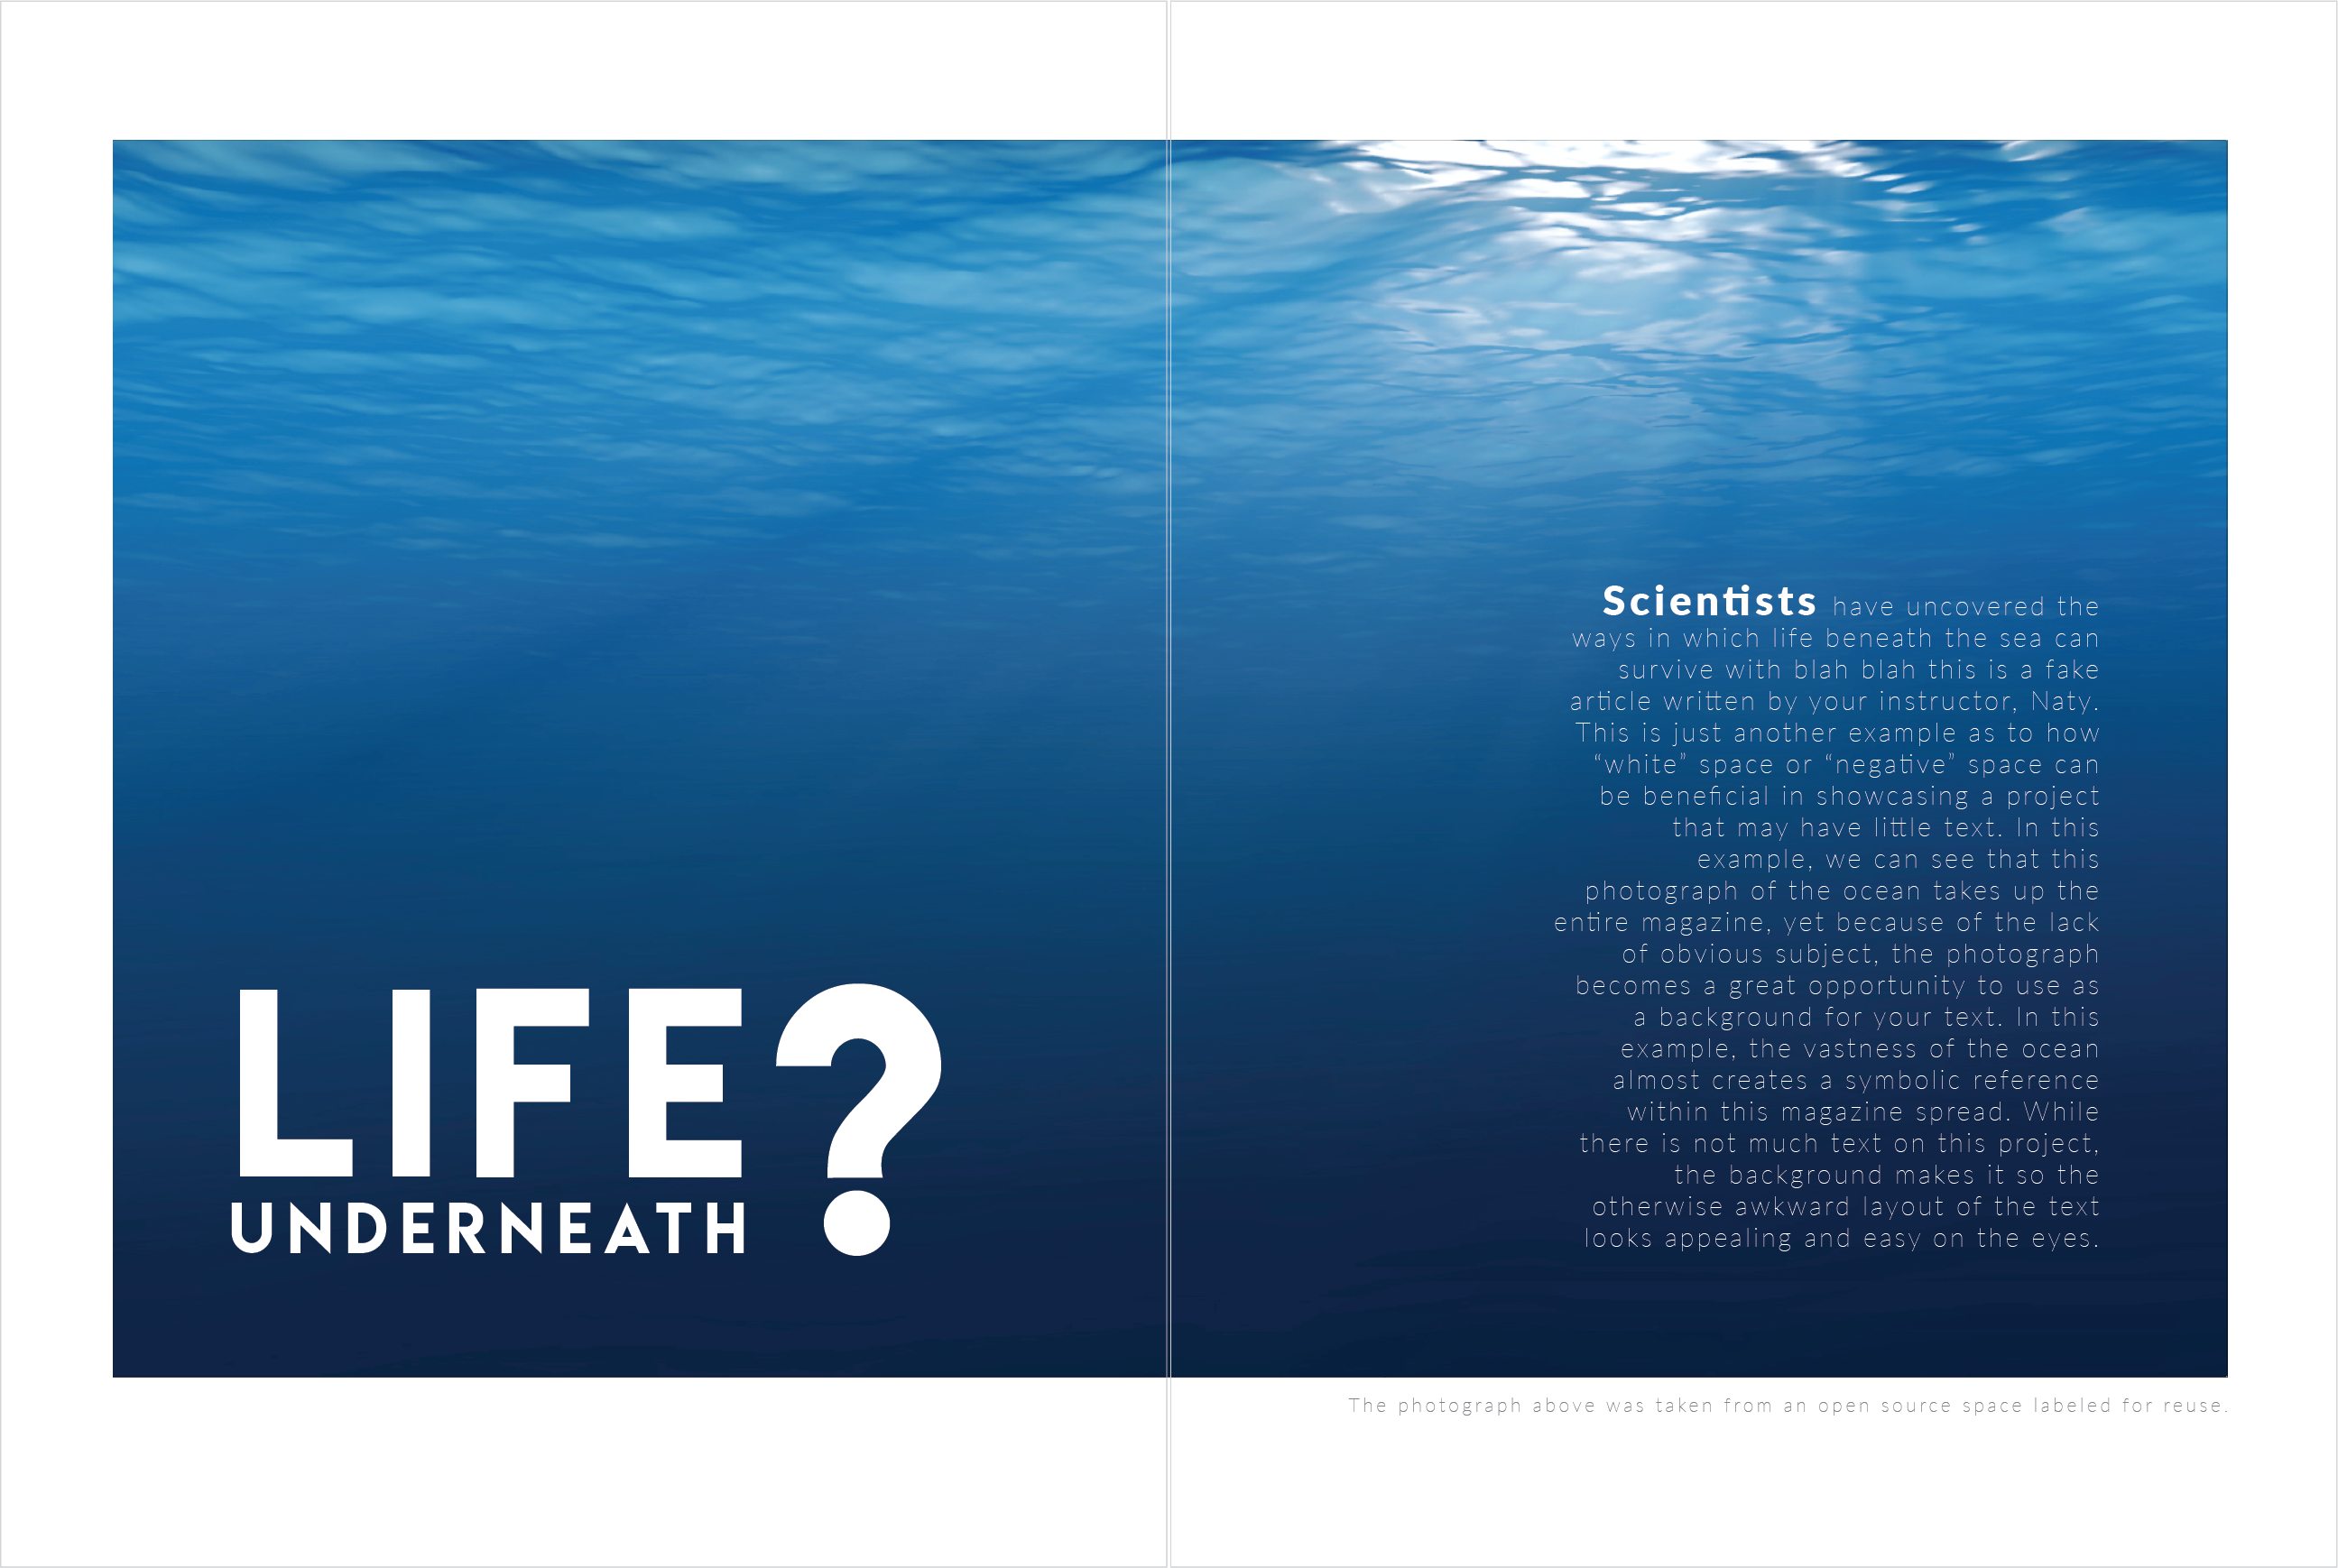 LIFE?
UNDERNEATH
Scientists have uncovered the
ways in which life beneath the sea can
survive with blah blah this is a fake
article written by your instructor, Naty.
This is just another example as to how
“white” space or “negative” space can
be beneficial in showcasing a project
that may have little text. In this
example, we can see that this
photograph of the ocean takes up the
entire magazine, yet because of the lack
of obvious subject, the photograph
becomes a great opportunity to use as
a background for your text. In this
example, the vastness of the ocean
almost creates a symbolic reference
within this magazine spread. While
there is not much text on this project,
the background makes it so the
otherwise awkward layout of the text
looks appealing and easy on the eyes.
The photograph above was taken from an open source space labeled for reuse.